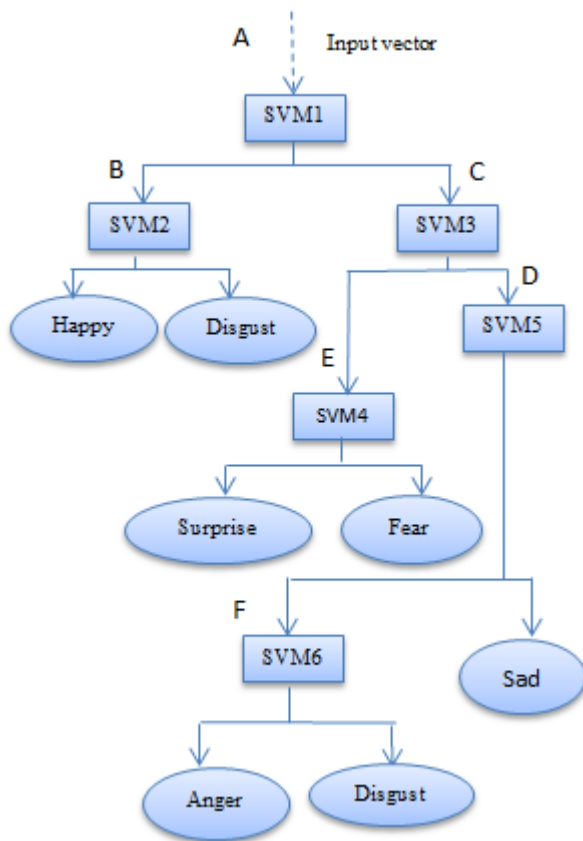 A
Input vector
SVM1
B
C
SVM2
SVM3
D
Happy
Disgust
SVM5
E
SVM4
Surprise
Fear
F
SVM6
Sad
Anger
Disgust